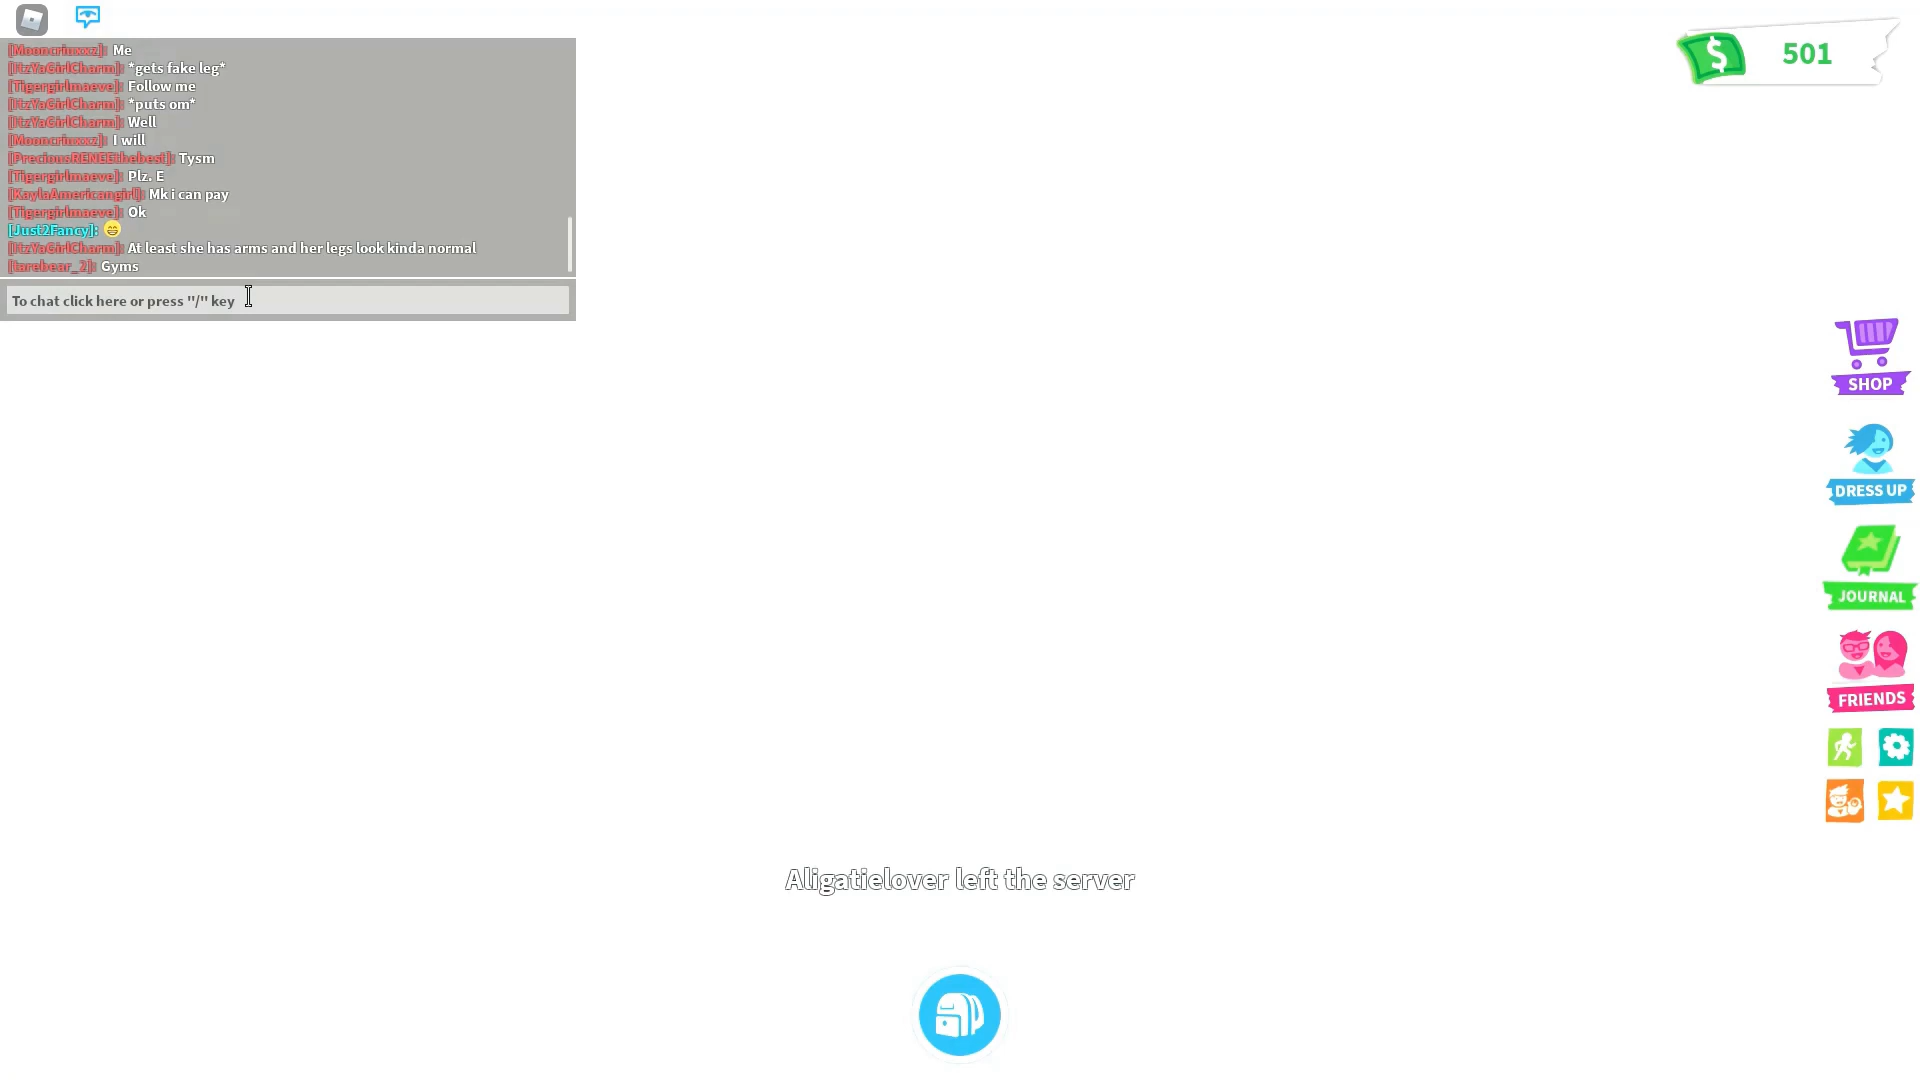 [Mooncrinxxz]: Me
[ItzYaGirlCharm]: *gets fake leg*
[Tigergirlmaeve]: Follow me
[ItzYaGirlCharm]: *puts om*
[ItzYaGirlCharm]: Well
[Mooncrinxxz]: I will
[PreciousRENEEthebest]: Tysm
[Tigergirlmaeve]: Plz. E
[KaylaAmericangirl]: Mk i can pay
[Tigergirlmaeve]: Ok
[Just2Fancy]: 😁
[ItzYaGirlCharm]: At least she has arms and her legs look kinda normal
[tarebear_2]: Gyms
To chat click here or press "/" key
501
SHOP
DRESS UP
JOURNAL
FRIENDS
Aligatielover left the server